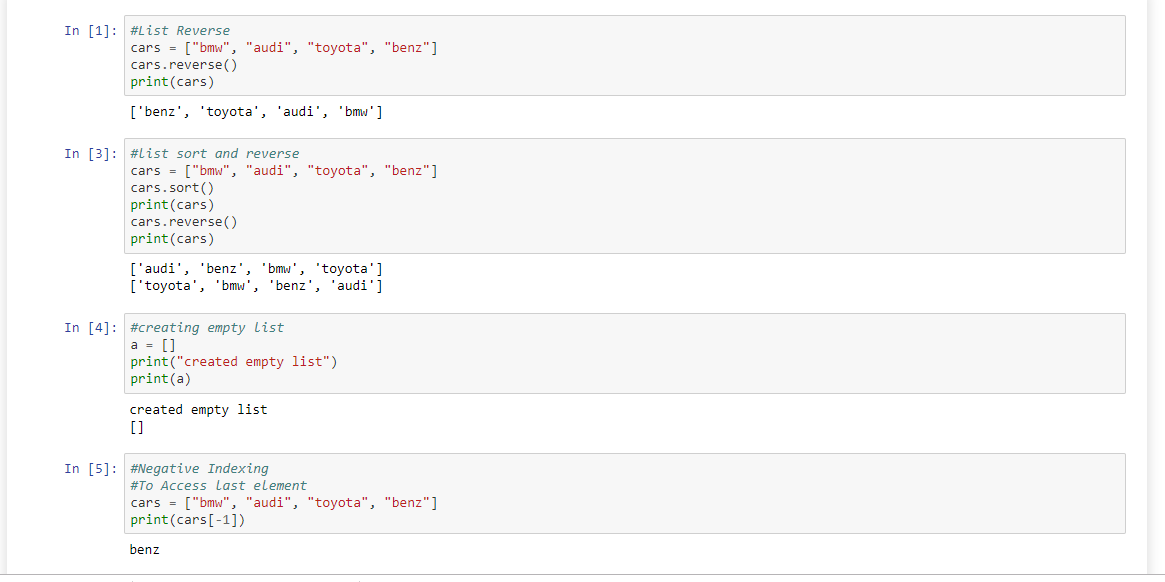 In [1]: #List Reverse
cars = ["bmw", "audi", "toyota", "benz"]
cars.reverse()
print(cars)
['benz', 'toyota', 'audi', 'bmw']
In [3]: #list sort and reverse
cars = ["bmw", "audi", "toyota", "benz"]
cars.sort()
print(cars)
cars.reverse()
print(cars)
['audi', 'benz', 'bmw', 'toyota']
['toyota', 'bmw', 'benz', 'audi']
In [4]: #creating empty list
a = []
print("created empty list")
print(a)
created empty list
[]
In [5]: #Negative Indexing
#To Access last element
cars = ["bmw", "audi", "toyota", "benz"]
print(cars[-1])
benz